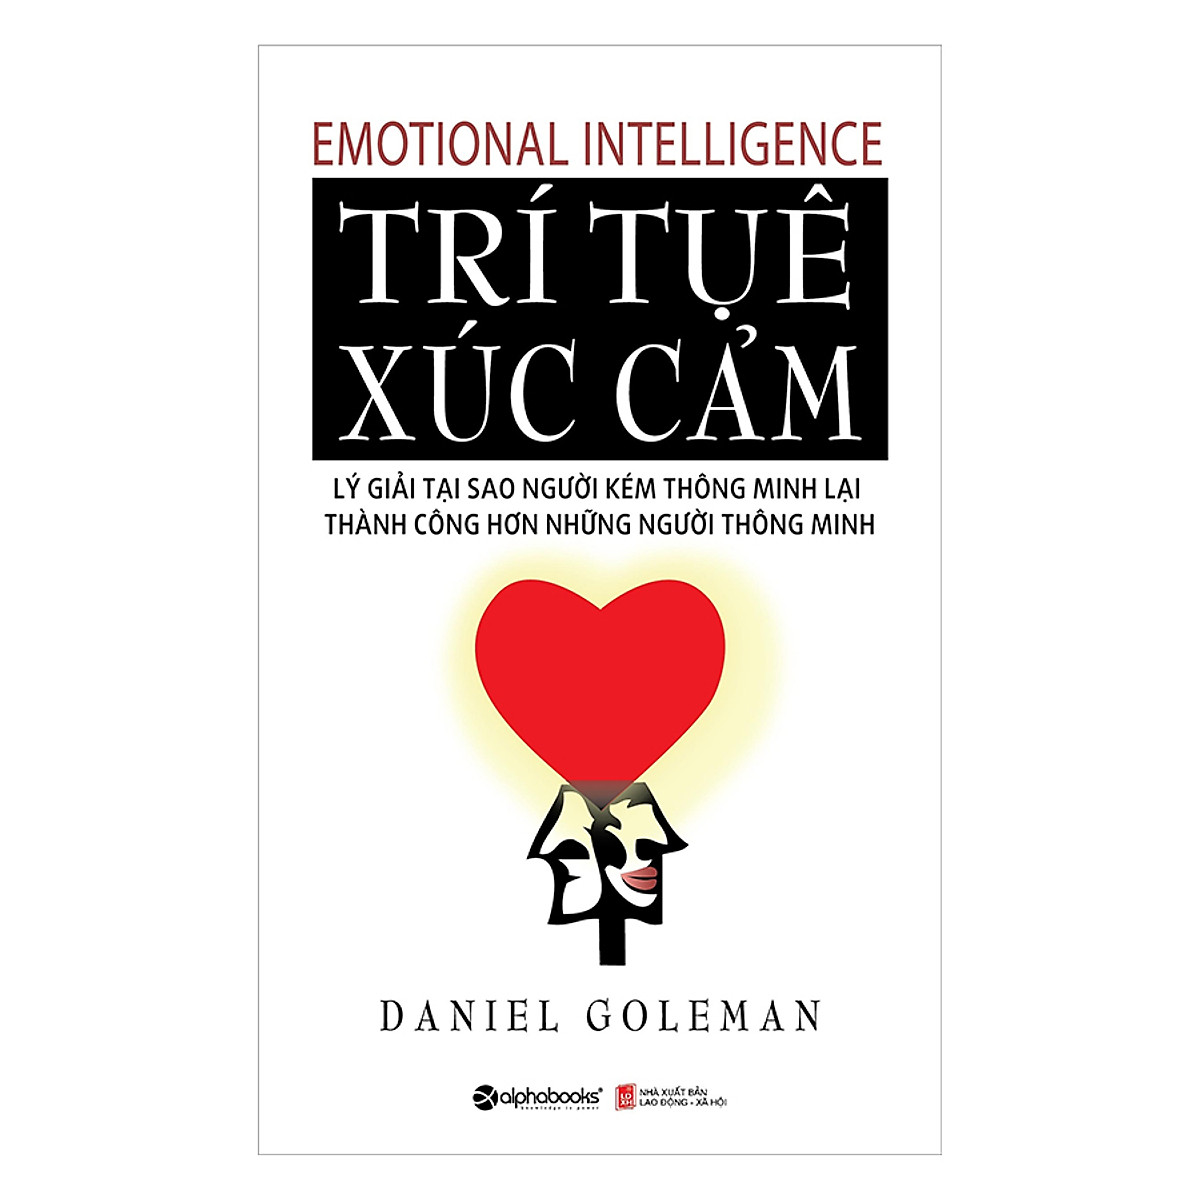 EMOTIONAL INTELLIGENCE
TRÍ TUỆ
XÚC CẢM
LÝ GIẢI TẠI SAO NGƯỜI KÉM THÔNG MINH LẠI
THÀNH CÔNG HƠN NHỮNG NGƯỜI THÔNG MINH
DANIEL GOLEMAN
alphabooks®
knowledge is power
LĐ
XH
NHÀ XUẤT BẢN
LAO ĐỘNG - XÃ HỘI